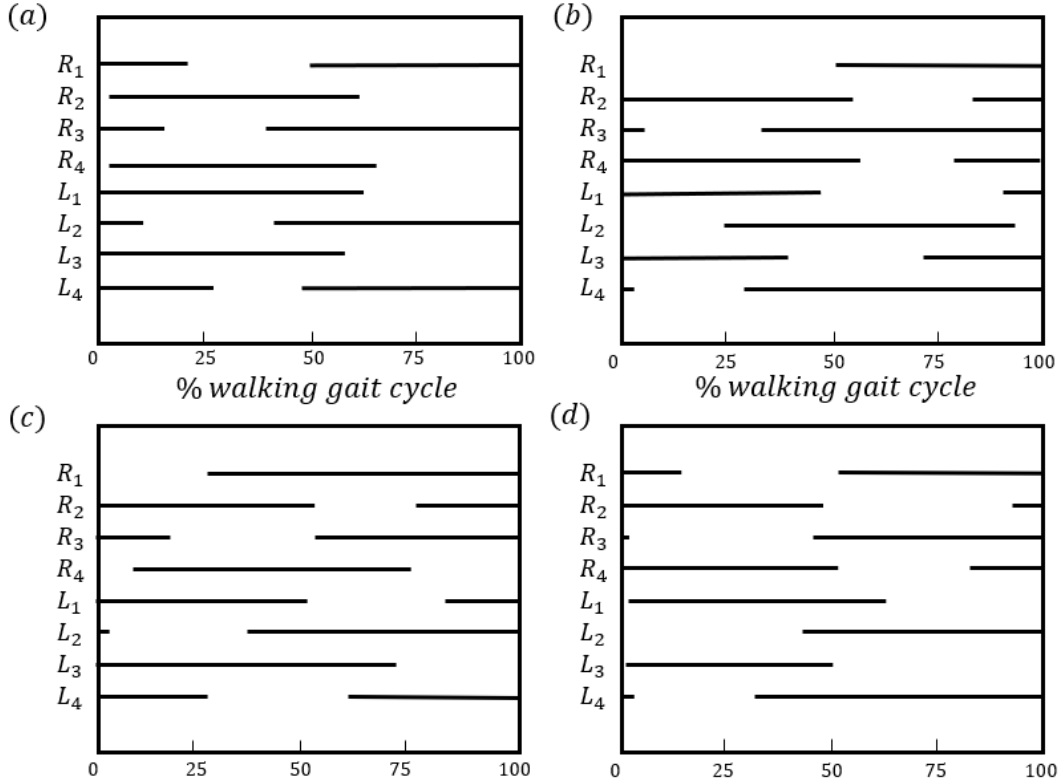 (a)
R₁
R₂
R₃
R₄
L₁
L₂
L₃
L₄
0 25 50 75 100
% walking gait cycle
(b)
R₁
R₂
R₃
R₄
L₁
L₂
L₃
L₄
0 25 50 75 100
% walking gait cycle
(c)
R₁
R₂
R₃
R₄
L₁
L₂
L₃
L₄
0 25 50 75 100
(d)
R₁
R₂
R₃
R₄
L₁
L₂
L₃
L₄
0 25 50 75 100